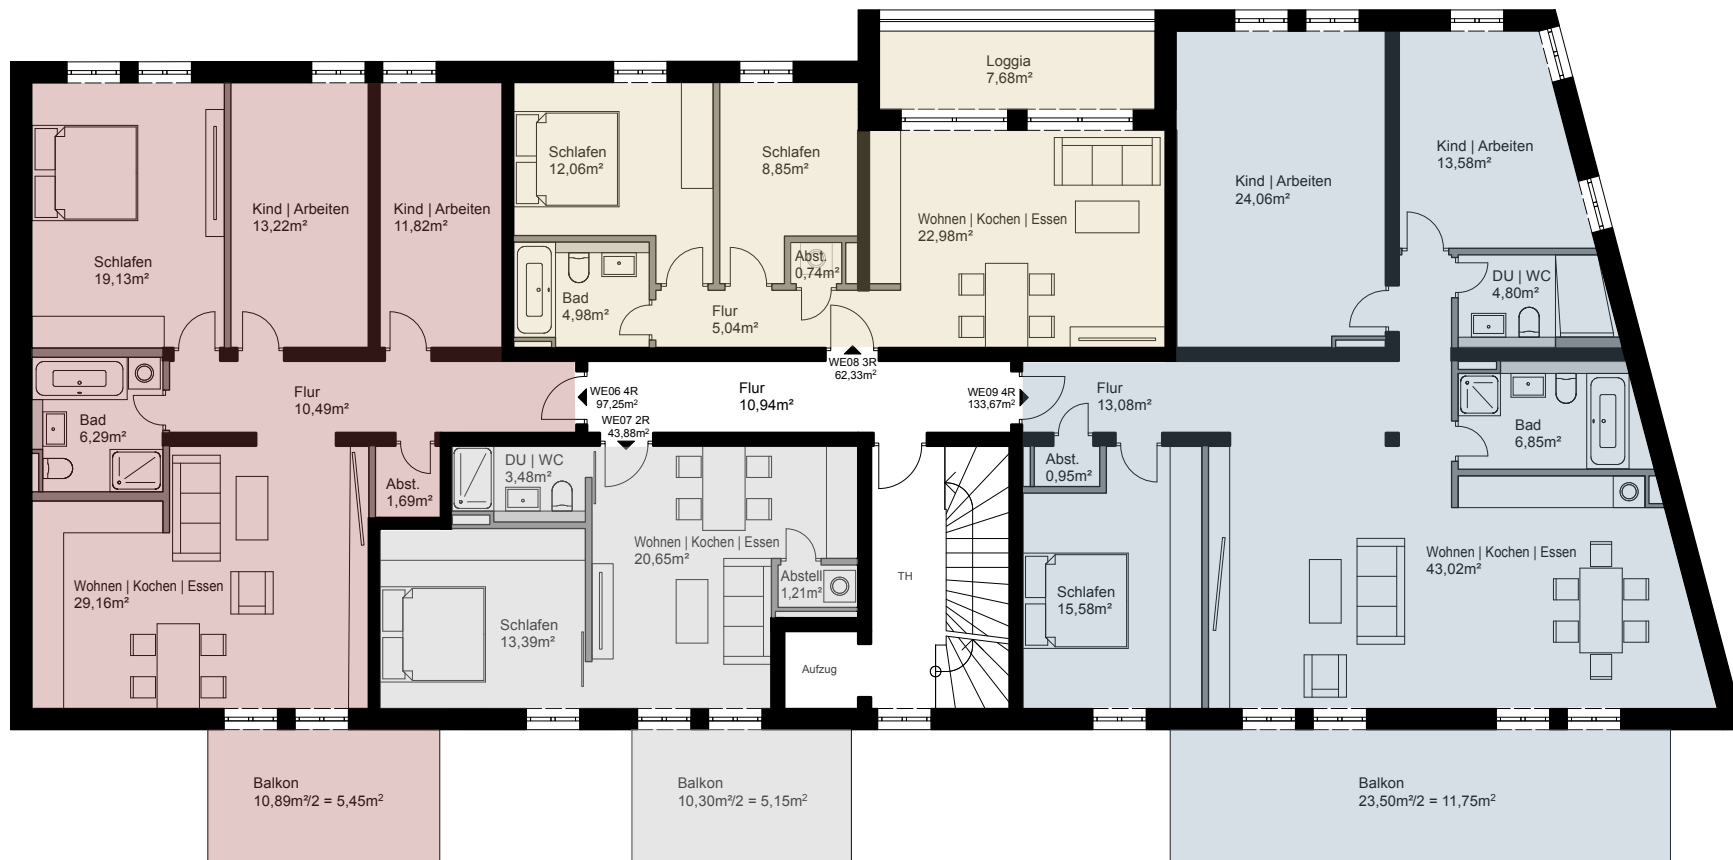 Loggia
7,68m²
Schlafen
19,13m²
Kind | Arbeiten
13,22m²
Kind | Arbeiten
11,82m²
Schlafen
12,06m²
Schlafen
8,85m²
Wohnen | Kochen | Essen
22,98m²
Kind | Arbeiten
24,06m²
Kind | Arbeiten
13,58m²
Abst.
0,74m²
Bad
4,98m²
Flur
5,04m²
DU | WC
4,80m²
Bad
6,29m²
Flur
10,49m²
WE06 4R
97,25m²
WE07 2R
43,88m²
Flur
10,94m²
WE08 3R
62,33m²
WE09 4R
133,67m²
Flur
13,08m²
Bad
6,85m²
Abst.
1,69m²
DU | WC
3,48m²
Abst.
0,95m²
Wohnen | Kochen | Essen
29,16m²
Wohnen | Kochen | Essen
20,65m²
Abstell
1,21m²
TH
Schlafen
15,58m²
Wohnen | Kochen | Essen
43,02m²
Schlafen
13,39m²
Aufzug
Balkon
10,89m²/2 = 5,45m²
Balkon
10,30m²/2 = 5,15m²
Balkon
23,50m²/2 = 11,75m²